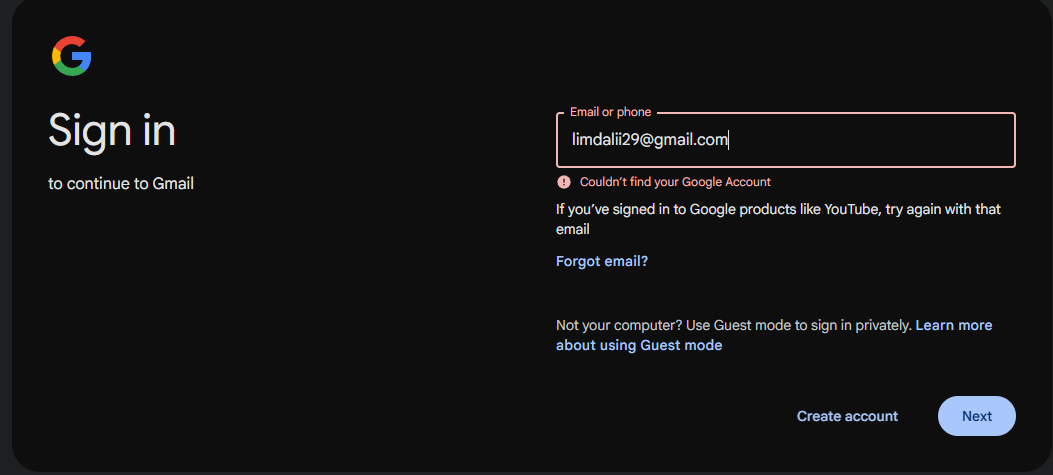 Sign in
to continue to Gmail
Email or phone
limdalii29@gmail.com
Couldn't find your Google Account
If you've signed in to Google products like YouTube, try again with that
email
Forgot email?
Not your computer? Use Guest mode to sign in privately. Learn more
about using Guest mode
Create account
Next